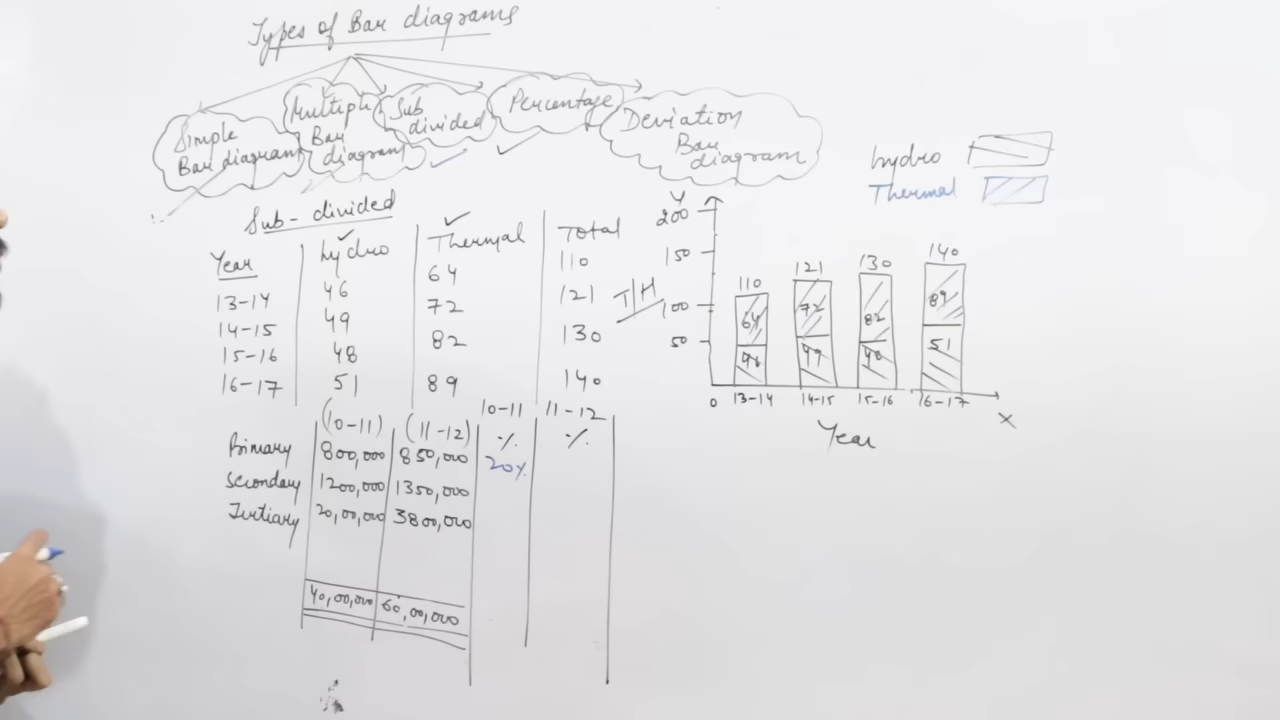 Types of Bar diagrams
Simple Bar diagram
Multiple Bar diagram
Sub divided
Percentage
Deviation Bar diagram
hydro
Thermal
Sub-divided
Year hydro Thermal Total
13-14 46 64 110
14-15 49 72 121
15-16 48 82 130
16-17 51 89 140
(10-11) (11-12) 10-11 11-12
% %
Primary 800,000 850,000 20%
Secondary 1200,000 1350,000
Tertiary 20,00,000 3800,000
40,00,000 60,00,000
Y
200
150
100
50
0
T/H
110 121 130 140
64 72 82 89
46 49 48 51
13-14 14-15 15-16 16-17
X
Year